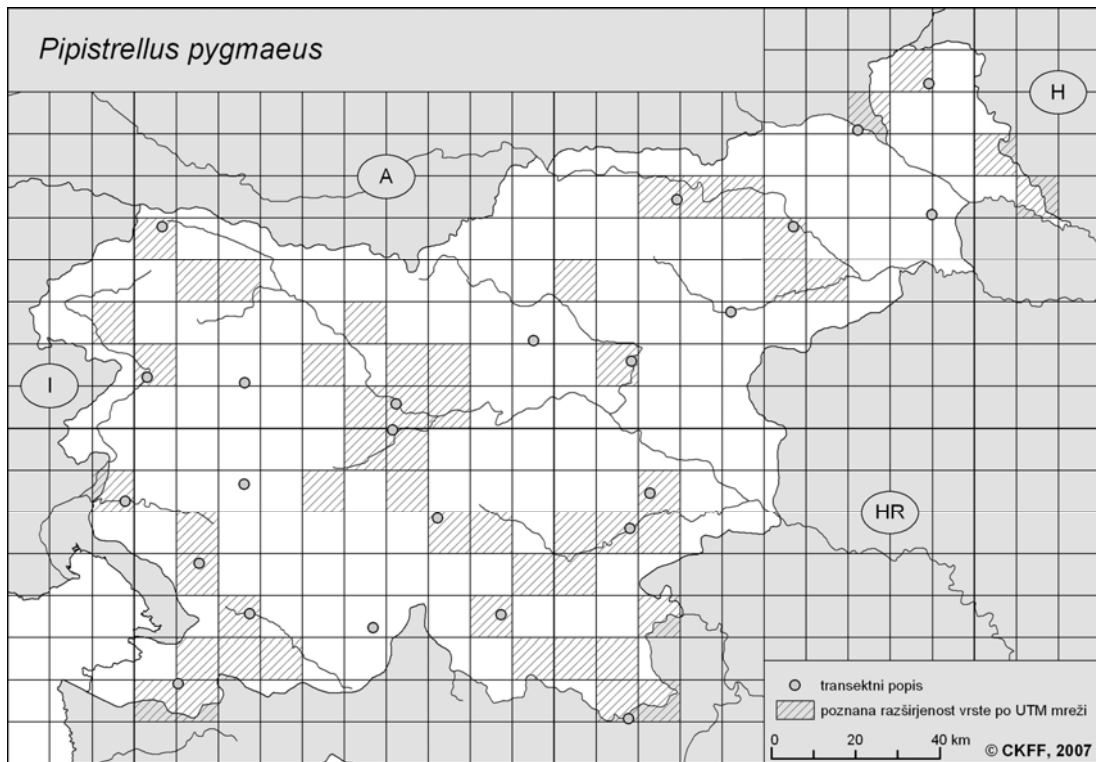 Pipistrellus pygmaeus
H
A
I
HR
transektni popis
poznana razširjenost vrste po UTM mreži
0 20 40 km
© CKFF, 2007